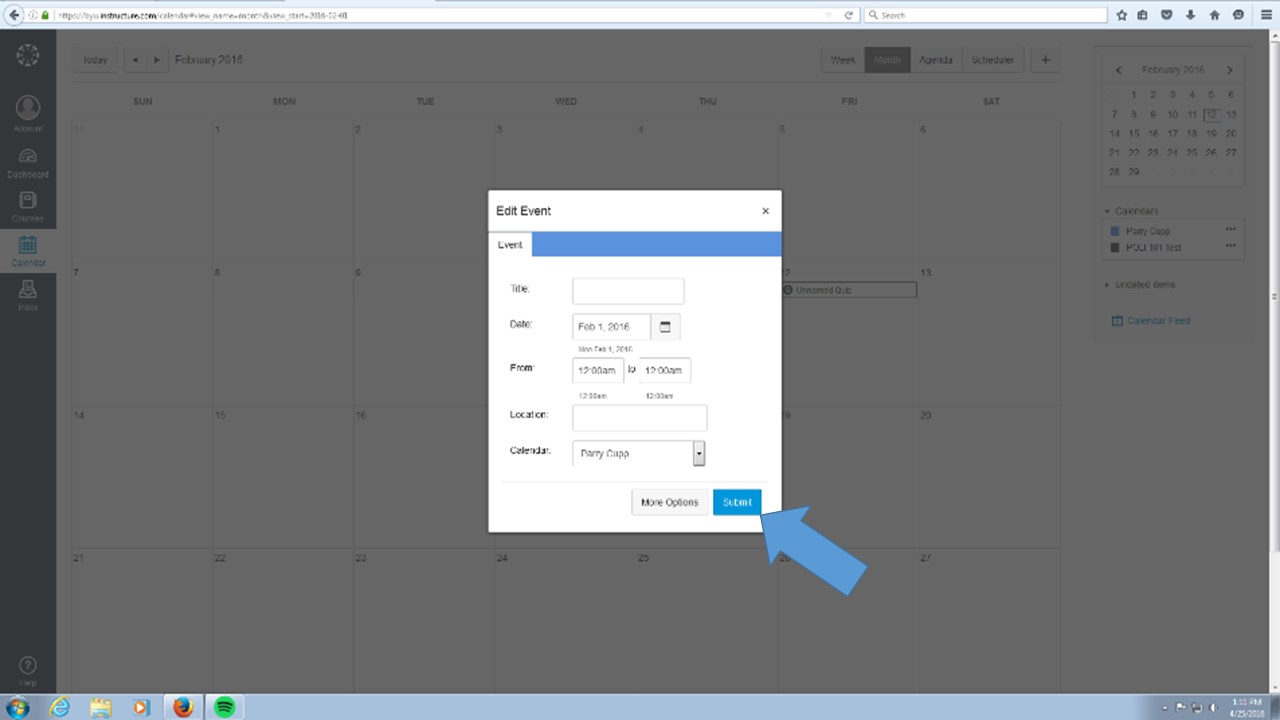 https://byu.instructure.com/calendar#view_name=month&view_start=2016-02-01
Search
Today
February 2016
Week
Month
Agenda
Scheduler
+
SUN MON TUE WED THU FRI SAT
31 1 2 3 4 5 6
7 8 9 12 13
Unnamed Quiz
14 15 16 19 20
21 22 23 24 25 26 27
Account
Dashboard
Courses
Calendar
Inbox
Help
Edit Event
×
Event
Title:
Date:
Feb 1, 2016
Mon Feb 1, 2016
From:
12:00am to 12:00am
12:00am 12:00am
Location:
Calendar:
Parry Cupp
More Options
Submit
February 2016
1 2 3 4 5 6
7 8 9 10 11 12 13
14 15 16 17 18 19 20
21 22 23 24 25 26 27
28 29
Calendars
Parry Cupp
POLI 101 Test
Undated items
Calendar Feed
1:11 PM
4/25/2016